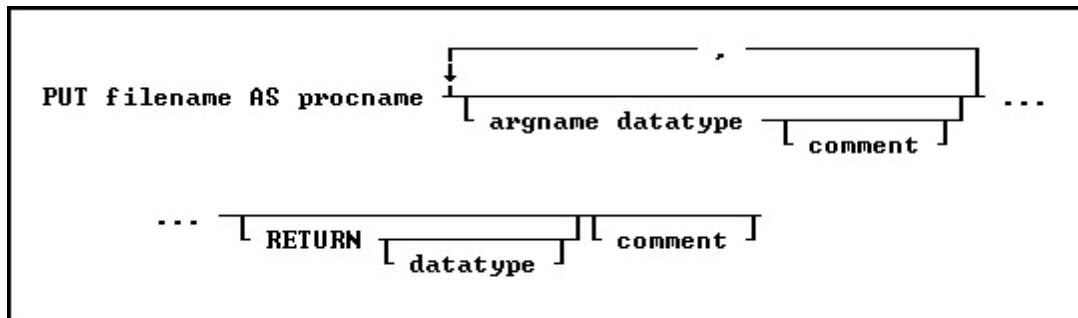 ,
PUT filename AS procname ...
argname datatype
comment
... RETURN comment
datatype